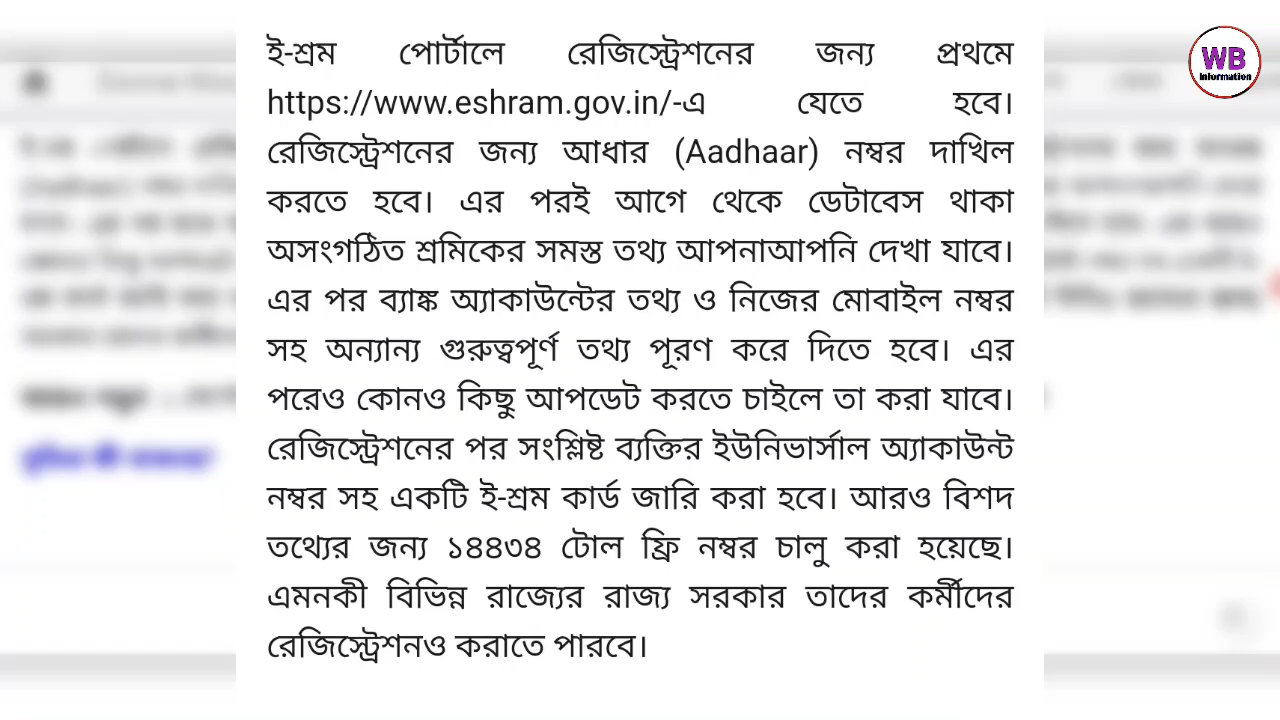 ই-শ্রম পোর্টালে রেজিস্ট্রেশনের জন্য প্রথমে
https://www.eshram.gov.in/-এ যেতে হবে।
রেজিস্ট্রেশনের জন্য আধার (Aadhaar) নম্বর দাখিল
করতে হবে। এর পরই আগে থেকে ডেটাবেস থাকা
অসংগঠিত শ্রমিকের সমস্ত তথ্য আপনাআপনি দেখা যাবে।
এর পর ব্যাঙ্ক অ্যাকাউন্টের তথ্য ও নিজের মোবাইল নম্বর
সহ অন্যান্য গুরুত্বপূর্ণ তথ্য পূরণ করে দিতে হবে। এর
পরেও কোনও কিছু আপডেট করতে চাইলে তা করা যাবে।
রেজিস্ট্রেশনের পর সংশ্লিষ্ট ব্যক্তির ইউনিভার্সাল অ্যাকাউন্ট
নম্বর সহ একটি ই-শ্রম কার্ড জারি করা হবে। আরও বিশদ
তথ্যের জন্য ১৪৪৩৪ টোল ফ্রি নম্বর চালু করা হয়েছে।
এমনকী বিভিন্ন রাজ্যের রাজ্য সরকার তাদের কর্মীদের
রেজিস্ট্রেশনও করাতে পারবে।
WB
Information